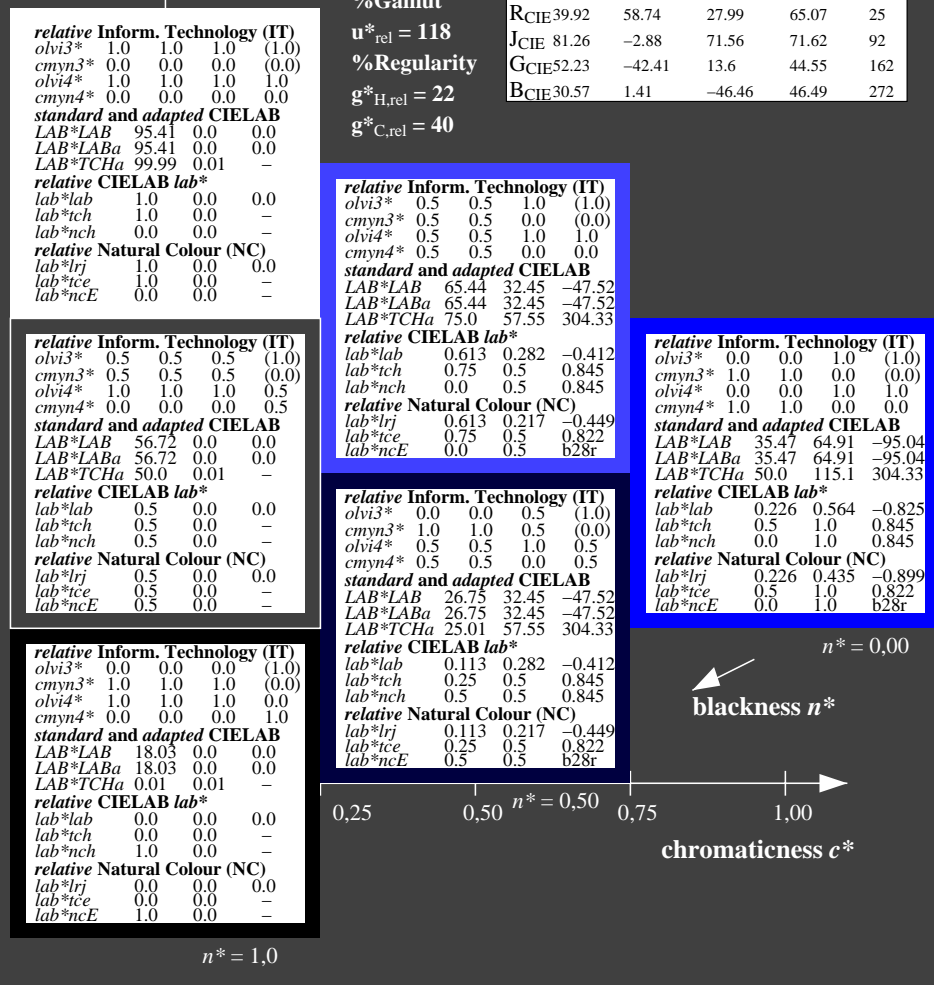 %Gamut
u*rel = 118
%Regularity
g*H,rel = 22
g*C,rel = 40
RCIE 39.92 58.74 27.99 65.07 25
JCIE 81.26 −2.88 71.56 71.62 92
GCIE 52.23 −42.41 13.6 44.55 162
BCIE 30.57 1.41 −46.46 46.49 272
relative Inform. Technology (IT)
olvi3* 1.0 1.0 1.0 (1.0)
cmyn3* 0.0 0.0 0.0 (0.0)
olvi4* 1.0 1.0 1.0 1.0
cmyn4* 0.0 0.0 0.0 0.0
standard and adapted CIELAB
LAB*LAB 95.41 0.0 0.0
LAB*LABa 95.41 0.0 0.0
LAB*TCHa 99.99 0.01 –
relative CIELAB lab*
lab*lab 1.0 0.0 0.0
lab*tch 1.0 0.0 –
lab*nch 0.0 0.0 –
relative Natural Colour (NC)
lab*lrj 1.0 0.0 0.0
lab*tce 1.0 0.0 –
lab*ncE 0.0 0.0 –
relative Inform. Technology (IT)
olvi3* 0.5 0.5 1.0 (1.0)
cmyn3* 0.5 0.5 0.0 (0.0)
olvi4* 0.5 0.5 1.0 1.0
cmyn4* 0.5 0.5 0.0 0.0
standard and adapted CIELAB
LAB*LAB 65.44 32.45 −47.52
LAB*LABa 65.44 32.45 −47.52
LAB*TCHa 75.0 57.55 304.33
relative CIELAB lab*
lab*lab 0.613 0.282 −0.412
lab*tch 0.75 0.5 0.845
lab*nch 0.0 0.5 0.845
relative Natural Colour (NC)
lab*lrj 0.613 0.217 −0.449
lab*tce 0.75 0.5 0.822
lab*ncE 0.0 0.5 b28r
relative Inform. Technology (IT)
olvi3* 0.5 0.5 0.5 (1.0)
cmyn3* 0.5 0.5 0.5 (0.0)
olvi4* 1.0 1.0 1.0 0.5
cmyn4* 0.0 0.0 0.0 0.5
standard and adapted CIELAB
LAB*LAB 56.72 0.0 0.0
LAB*LABa 56.72 0.0 0.0
LAB*TCHa 50.0 0.01 –
relative CIELAB lab*
lab*lab 0.5 0.0 0.0
lab*tch 0.5 0.0 –
lab*nch 0.5 0.0 –
relative Natural Colour (NC)
lab*lrj 0.5 0.0 0.0
lab*tce 0.5 0.0 –
lab*ncE 0.5 0.0 –
relative Inform. Technology (IT)
olvi3* 0.0 0.0 1.0 (1.0)
cmyn3* 1.0 1.0 0.0 (0.0)
olvi4* 0.0 0.0 1.0 1.0
cmyn4* 1.0 1.0 0.0 0.0
standard and adapted CIELAB
LAB*LAB 35.47 64.91 −95.04
LAB*LABa 35.47 64.91 −95.04
LAB*TCHa 50.0 115.1 304.33
relative CIELAB lab*
lab*lab 0.226 0.564 −0.825
lab*tch 0.5 1.0 0.845
lab*nch 0.0 1.0 0.845
relative Natural Colour (NC)
lab*lrj 0.226 0.435 −0.899
lab*tce 0.5 1.0 0.822
lab*ncE 0.0 1.0 b28r
n* = 0,00
relative Inform. Technology (IT)
olvi3* 0.0 0.0 0.5 (1.0)
cmyn3* 1.0 1.0 0.5 (0.0)
olvi4* 0.5 0.5 1.0 0.5
cmyn4* 0.5 0.5 0.0 0.5
standard and adapted CIELAB
LAB*LAB 26.75 32.45 −47.52
LAB*LABa 26.75 32.45 −47.52
LAB*TCHa 25.01 57.55 304.33
relative CIELAB lab*
lab*lab 0.113 0.282 −0.412
lab*tch 0.25 0.5 0.845
lab*nch 0.5 0.5 0.845
relative Natural Colour (NC)
lab*lrj 0.113 0.217 −0.449
lab*tce 0.25 0.5 0.822
lab*ncE 0.5 0.5 b28r
blackness n*
relative Inform. Technology (IT)
olvi3* 0.0 0.0 0.0 (1.0)
cmyn3* 1.0 1.0 1.0 (0.0)
olvi4* 1.0 1.0 1.0 0.0
cmyn4* 0.0 0.0 0.0 1.0
standard and adapted CIELAB
LAB*LAB 18.03 0.0 0.0
LAB*LABa 18.03 0.0 0.0
LAB*TCHa 0.01 0.01 –
relative CIELAB lab*
lab*lab 0.0 0.0 0.0
lab*tch 0.0 0.0 –
lab*nch 1.0 0.0 –
relative Natural Colour (NC)
lab*lrj 0.0 0.0 0.0
lab*tce 0.0 0.0 –
lab*ncE 1.0 0.0 –
n* = 0,50
0,25 0,50 0,75 1,00
chromaticness c*
n* = 1,0